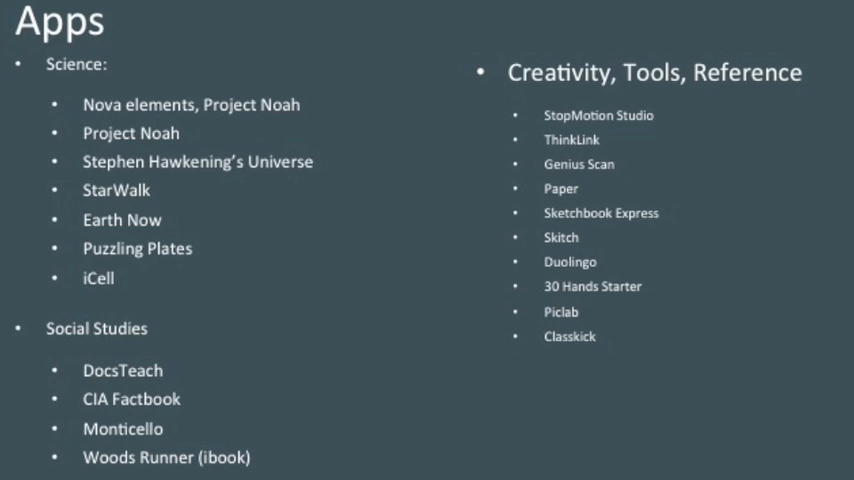 Apps
Science:
Nova elements, Project Noah
Project Noah
Stephen Hawkening's Universe
StarWalk
Earth Now
Puzzling Plates
iCell
Social Studies
DocsTeach
CIA Factbook
Monticello
Woods Runner (ibook)
Creativity, Tools, Reference
StopMotion Studio
ThinkLink
Genius Scan
Paper
Sketchbook Express
Skitch
Duolingo
30 Hands Starter
Piclab
Classkick